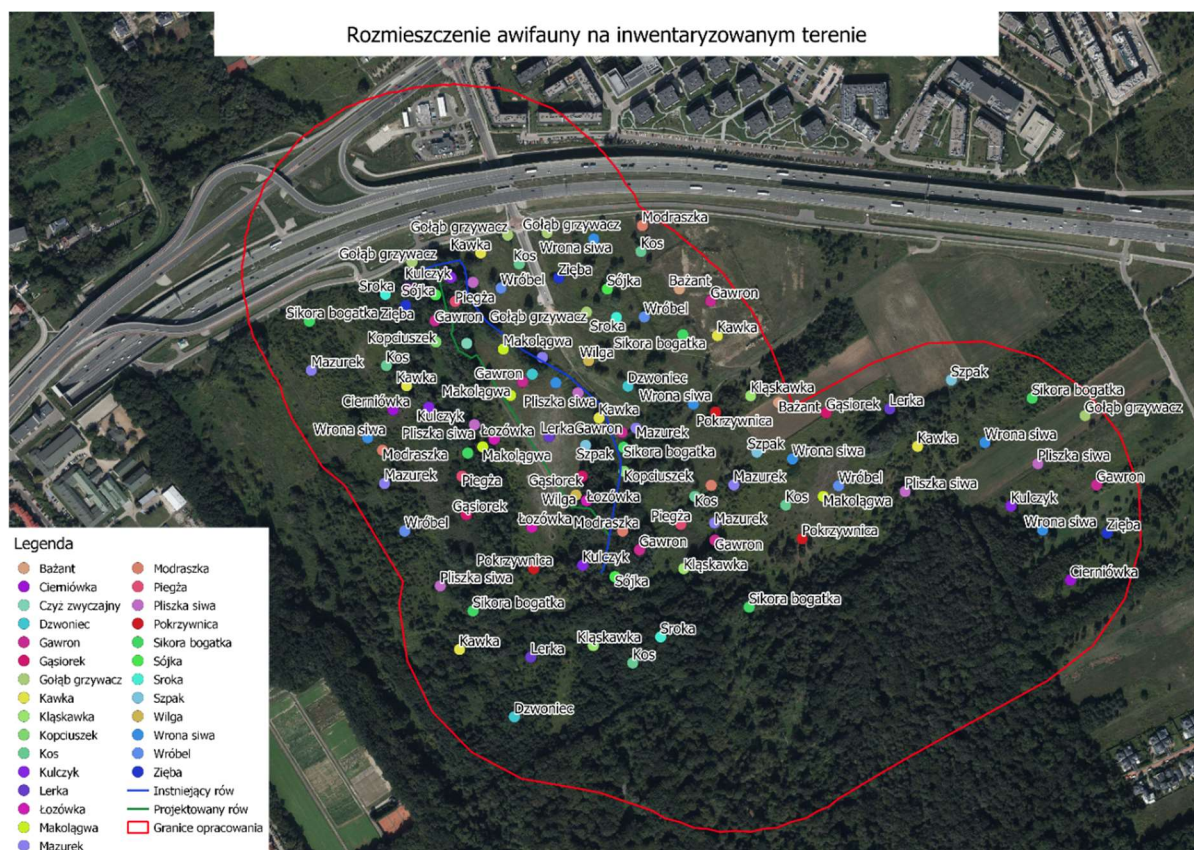 Rozmieszczenie awifauny na inwentaryzowanym terenie
Modraszka
Gołąb grzywacz
Gołąb grzywacz
Kawka
Wrona siwa
Kos
Kos
Gołąb grzywacz
Kulczyk
Zięba
Wróbel
Sójka
Bażant
Sroka
Sójka
Piegża
Gawron
Sikora bogatka
Zięba
Gawron
Gołąb grzywacz
Sroka
Wróbel
Kopciuszek
Makolągwa
Sikora bogatka
Kawka
Mazurek
Kos
Wilga
Kawka
Gawron
Dzwoniec
Szpak
Makolągwa
Pliszka siwa
Wrona siwa
Kląskawka
Sikora bogatka
Cierniówka
Kulczyk
Kawka
Pokrzywnica
Bażant
Gąsiorek
Lerka
Gołąb grzywacz
Wrona siwa
Pliszka siwa
Łozówka
Lerka
Gawron
Mazurek
Modraszka
Makolągwa
Szpak
Sikora bogatka
Szpak
Wrona siwa
Kawka
Wrona siwa
Mazurek
Piegża
Gąsiorek
Kopciuszek
Mazurek
Wróbel
Pliszka siwa
Pliszka siwa
Gawron
Wilga
Łozówka
Kos
Kos
Makolągwa
Kulczyk
Gąsiorek
Wróbel
Łozówka
Modraszka
Piegża
Mazurek
Pokrzywnica
Wrona siwa
Zięba
Gawron
Gawron
Pokrzywnica
Kulczyk
Kląskawka
Pliszka siwa
Sójka
Cierniówka
Sikora bogatka
Sikora bogatka
Kawka
Lerka
Kląskawka
Sroka
Kos
Dzwoniec
Legenda
Bażant
Cierniówka
Czyż zwyczajny
Dzwoniec
Gawron
Gąsiorek
Gołąb grzywacz
Kawka
Kląskawka
Kopciuszek
Kos
Kulczyk
Lerka
Łozówka
Makolągwa
Mazurek
Modraszka
Piegża
Pliszka siwa
Pokrzywnica
Sikora bogatka
Sójka
Sroka
Szpak
Wilga
Wrona siwa
Wróbel
Zięba
Instniejący rów
Projektowany rów
Granice opracowania